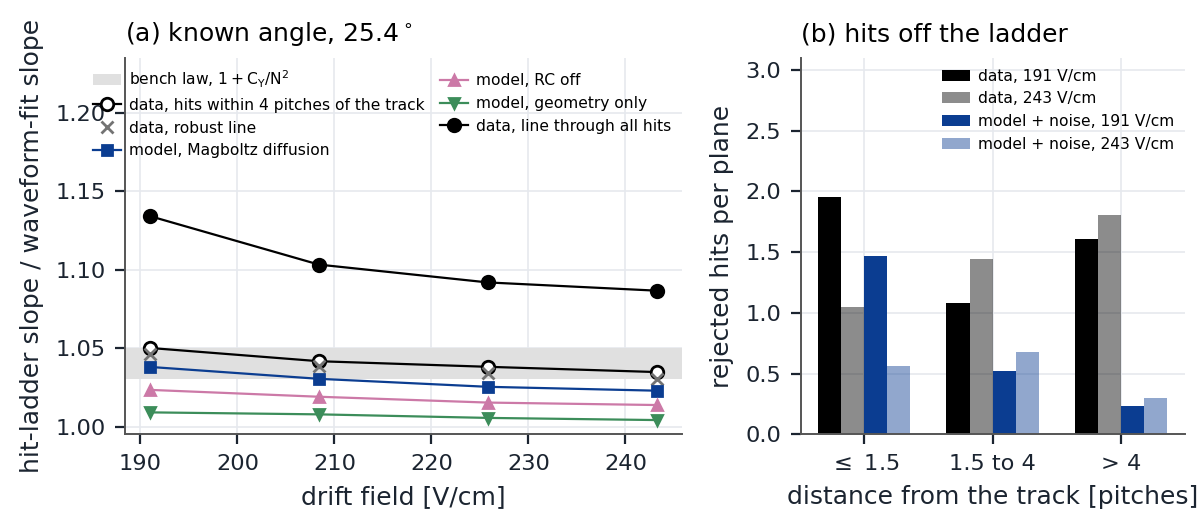 (a) known angle, 25.4°
hit-ladder slope / waveform-fit slope
bench law, 1 + C_Y/N²
data, hits within 4 pitches of the track
data, robust line
model, Magboltz diffusion
model, RC off
model, geometry only
data, line through all hits
1.20
1.15
1.10
1.05
1.00
190 200 210 220 230 240
drift field [V/cm]
(b) hits off the ladder
rejected hits per plane
data, 191 V/cm
data, 243 V/cm
model + noise, 191 V/cm
model + noise, 243 V/cm
3.0
2.5
2.0
1.5
1.0
0.5
0.0
≤ 1.5 1.5 to 4 > 4
distance from the track [pitches]